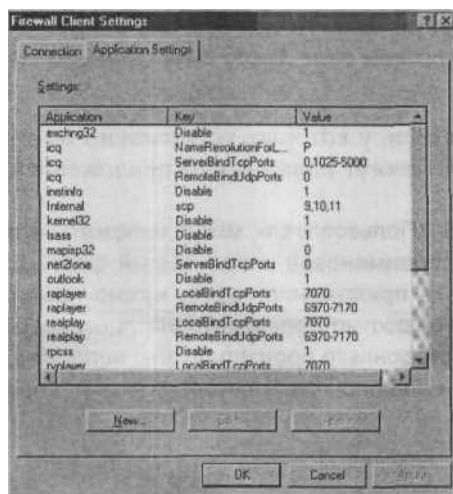 Firewall Client Settings
Connection Application Settings
Settings:
Application Key Value
exchng32 Disable 1
icq NameResolutionForL... P
icq ServerBindTcpPorts 0,1025-5000
icq RemoteBindUdpPorts 0
inetinfo Disable 1
Internal scp 9,10,11
kernel32 Disable 1
lsass Disable 1
mapisp32 Disable 0
net2fone ServerBindTcpPorts 0
outlook Disable 1
raplayer LocalBindTcpPorts 7070
raplayer RemoteBindUdpPorts 6970-7170
realplay LocalBindTcpPorts 7070
realplay RemoteBindUdpPorts 6970-7170
rpcss Disable 1
rvplayer LocalBindTcpPorts 7070
New...
OK Cancel